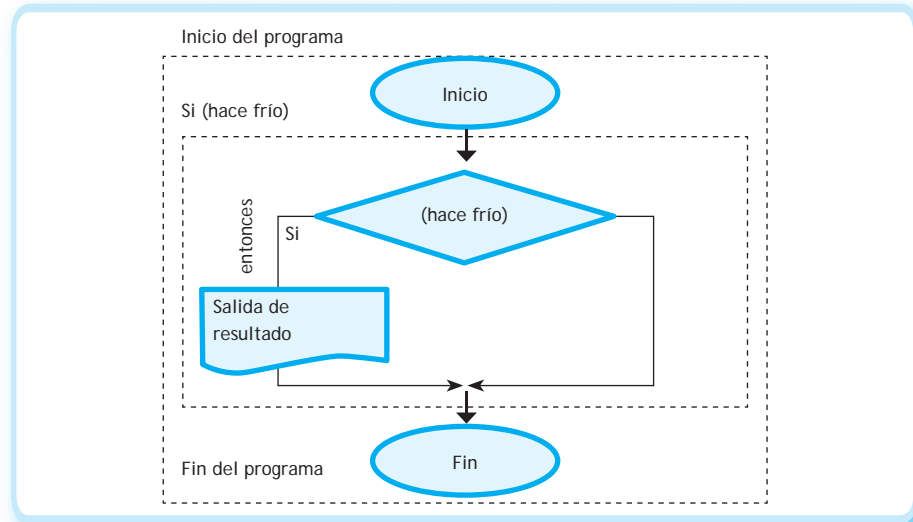 Inicio del programa
Inicio
Si (hace frío)
(hace frío)
entonces
Si
Salida de
resultado
Fin
Fin del programa